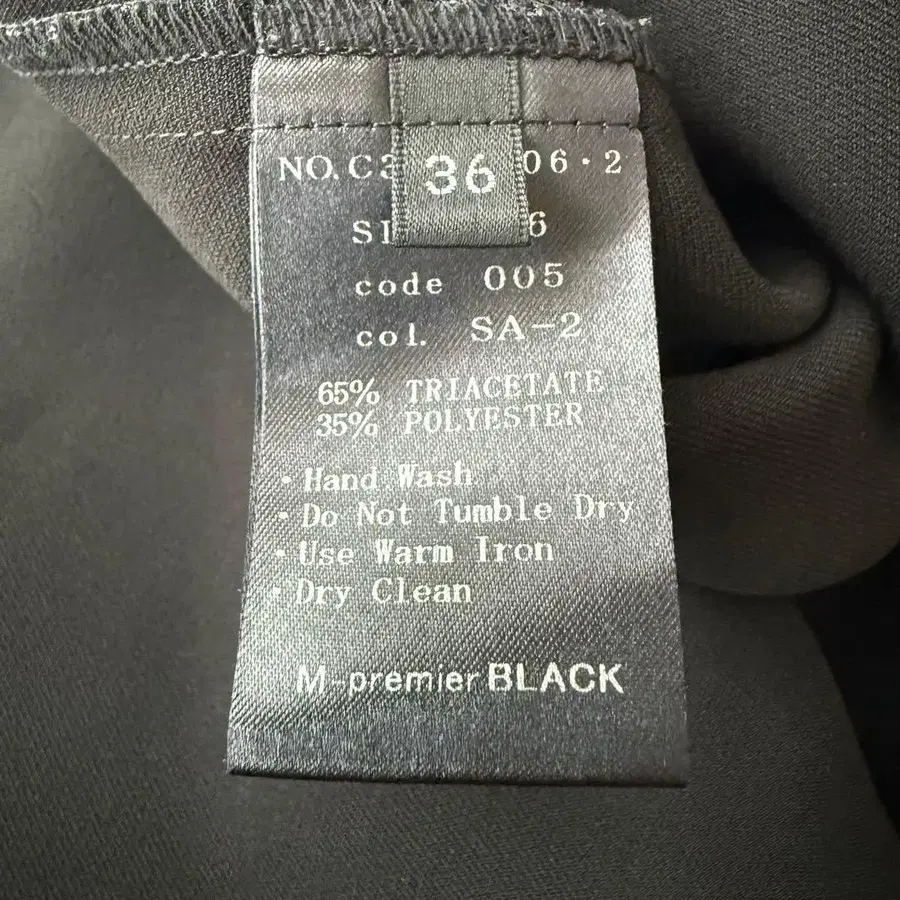 36
NO.C3 06・2
SI 6
code 005
col. SA-2
65% TRIACETATE
35% POLYESTER
・Hand Wash
・Do Not Tumble Dry
・Use Warm Iron
・Dry Clean
M-premier BLACK